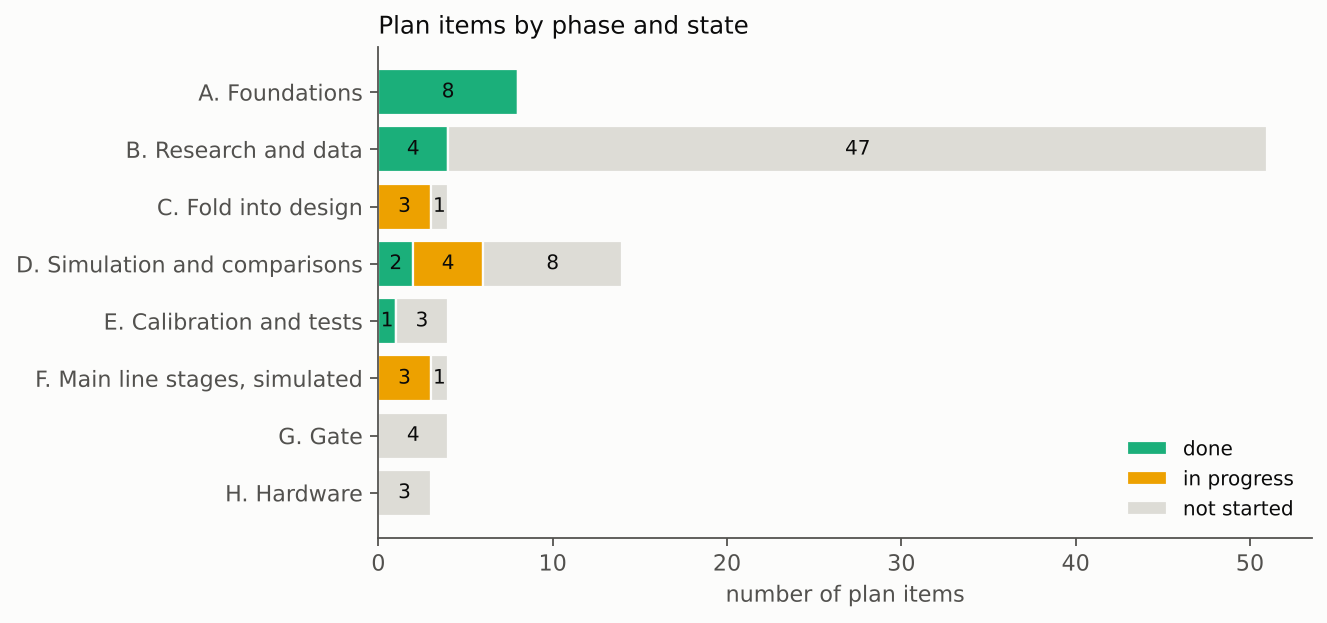 Plan items by phase and state
A. Foundations
8
B. Research and data
4 47
C. Fold into design
3 1
D. Simulation and comparisons
2 4 8
E. Calibration and tests
1 3
F. Main line stages, simulated
3 1
G. Gate
4
H. Hardware
3
done
in progress
not started
0 10 20 30 40 50
number of plan items